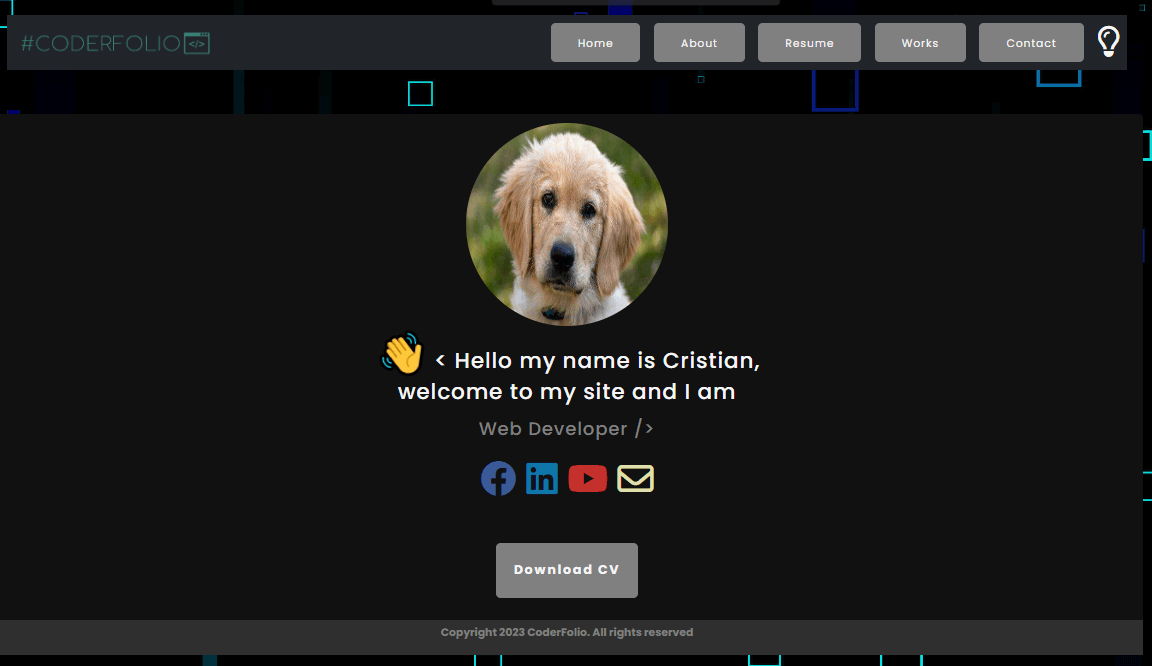 #CODERFOLIO </>
Home
About
Resume
Works
Contact
< Hello my name is Cristian,
welcome to my site and I am
Web Developer />
in
Download CV
Copyright 2023 CoderFolio. All rights reserved